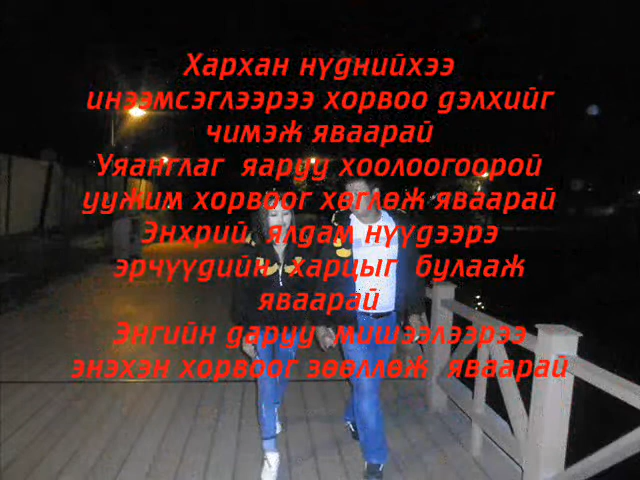 Хархан нүднийхээ
инээмсэглээрээ хорвоо дэлхийг
чимэж яваарай
Уянглаг яаруу хоолоогоорой
уужим хорвоог хөглөж яваарай
Энхрий ялдам нүүдээрэ
эрчүүдийн харцыг булааж
яваарай
Энгийн даруу мишээлээрээ
энэхэн хорвоог зөөллөж яваарай